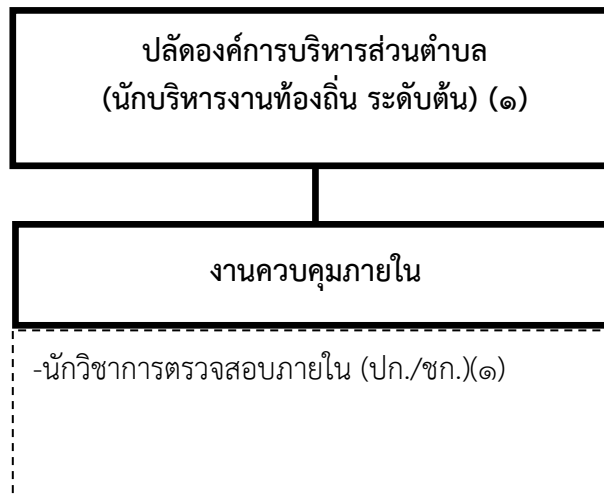 ปลัดองค์การบริหารส่วนตำบล
(นักบริหารงานท้องถิ่น ระดับต้น) (๑)
งานควบคุมภายใน
-นักวิชาการตรวจสอบภายใน (ปก./ชก.)(๑)